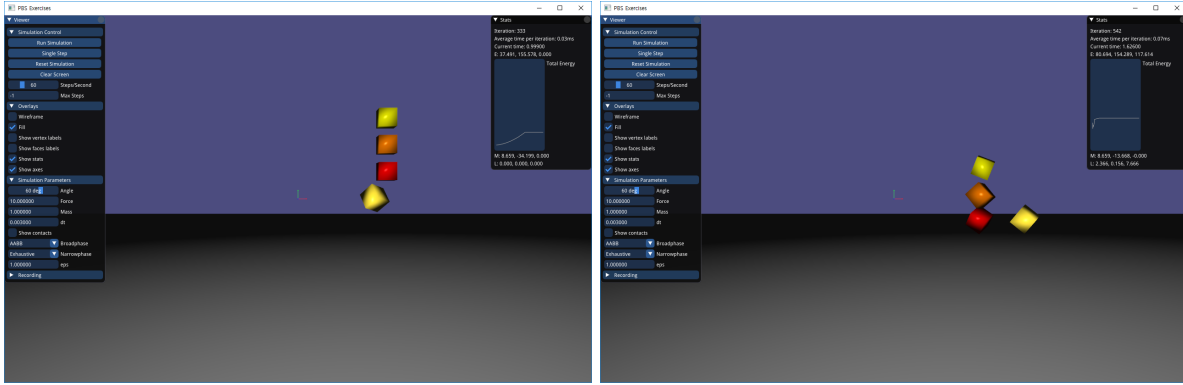 PBS Exercises
Viewer
Simulation Control
Run Simulation
Single Step
Reset Simulation
Clear Screen
60 Steps/Second
-1 Max Steps
Overlays
Wireframe
Fill
Show vertex labels
Show faces labels
Show stats
Show axes
Simulation Parameters
60 deg Angle
10.000000 Force
1.000000 Mass
0.003000 dt
Show contacts
AABB Broadphase
Exhaustive Narrowphase
1.000000 eps
Recording
Stats
Iteration: 333
Average time per iteration: 0.03ms
Current time: 0.99900
E: 37.491, 155.578, 0.000
Total Energy
M: 8.659, -34.199, 0.000
L: 0.000, 0.000, 0.000
PBS Exercises
Viewer
Simulation Control
Run Simulation
Single Step
Reset Simulation
Clear Screen
60 Steps/Second
-1 Max Steps
Overlays
Wireframe
Fill
Show vertex labels
Show faces labels
Show stats
Show axes
Simulation Parameters
60 deg Angle
10.000000 Force
1.000000 Mass
0.003000 dt
Show contacts
AABB Broadphase
Exhaustive Narrowphase
1.000000 eps
Recording
Stats
Iteration: 542
Average time per iteration: 0.07ms
Current time: 1.62600
E: 80.694, 154.289, 117.614
Total Energy
M: 8.659, -13.668, -0.000
L: 2.366, 0.156, 7.666